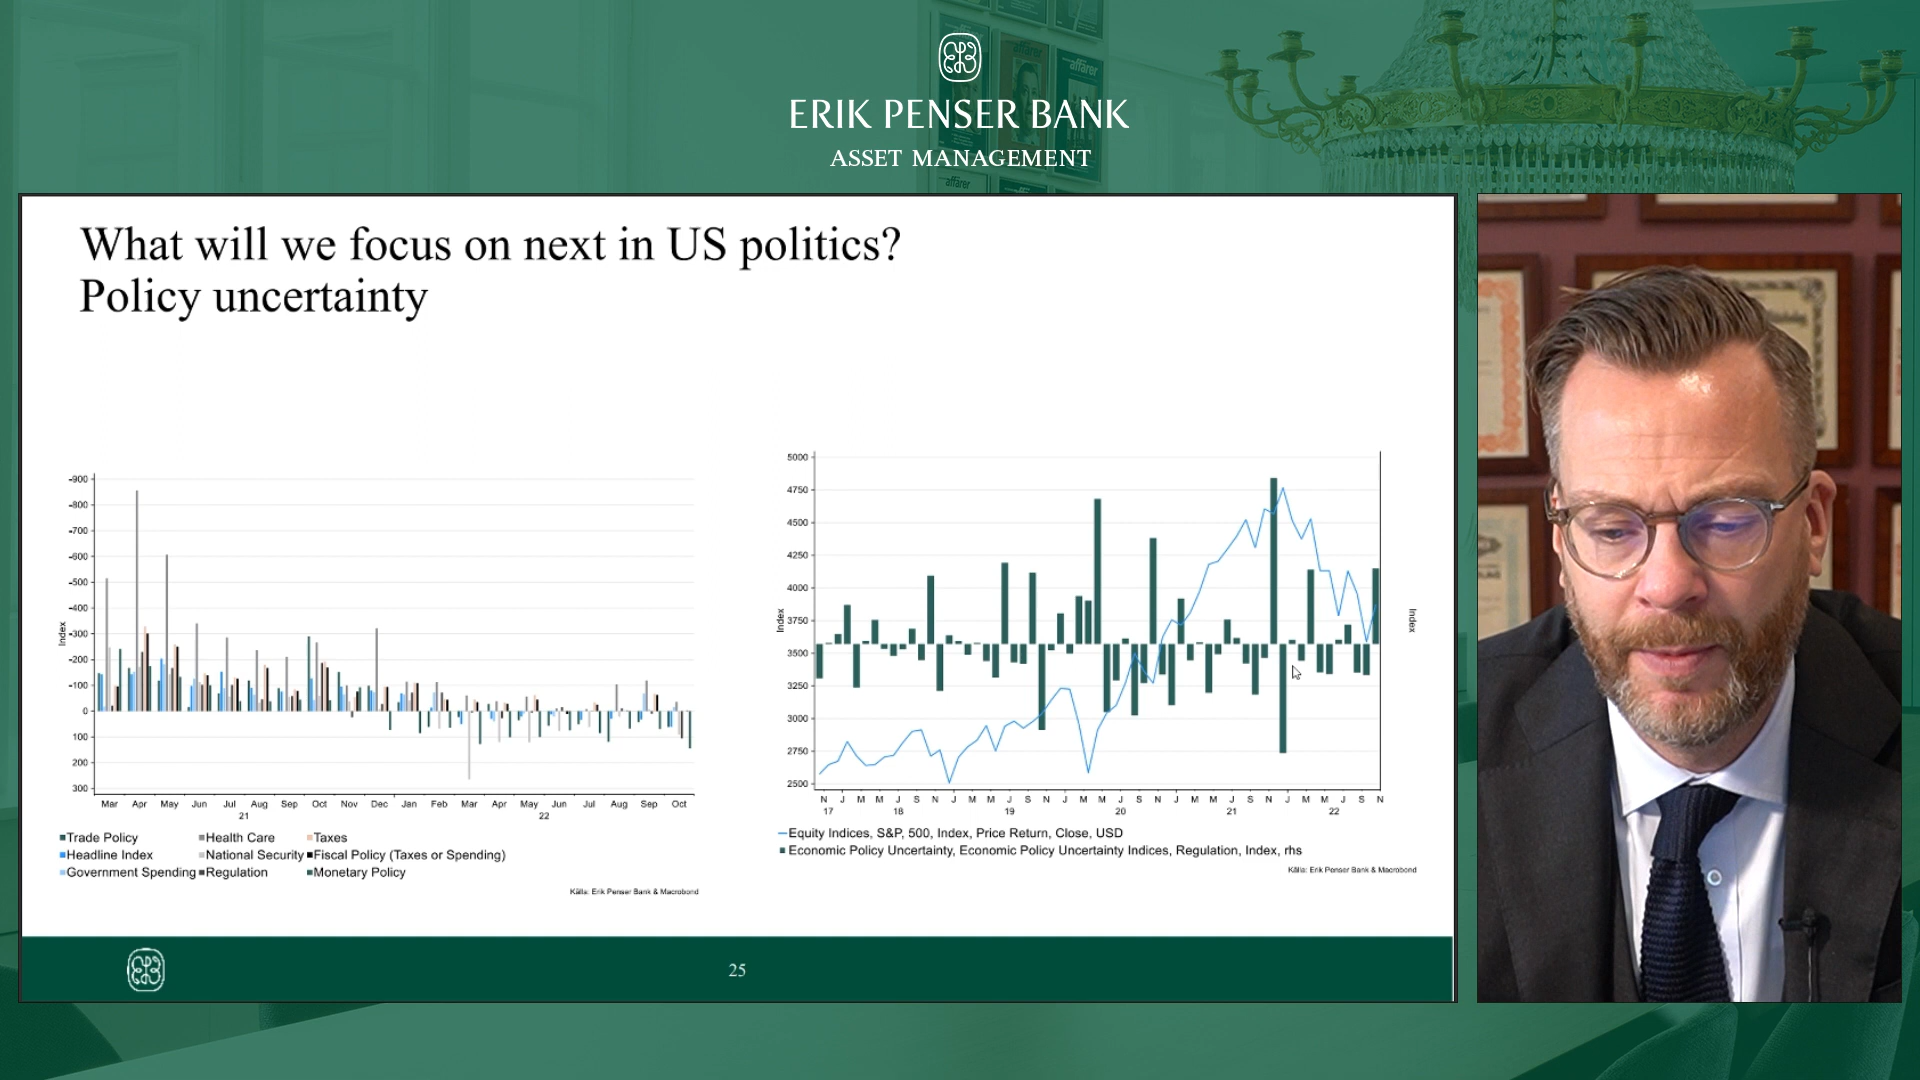 affärer
affärer
affärer
ERIK PENSER BANK
ASSET MANAGEMENT
What will we focus on next in US politics?
Policy uncertainty
Index
-900
-800
-700
-600
-500
-400
-300
-200
-100
0
100
200
300
Mar Apr May Jun Jul Aug Sep Oct Nov Dec Jan Feb Mar Apr May Jun Jul Aug Sep Oct
21 22
Trade Policy Health Care Taxes
Headline Index National Security Fiscal Policy (Taxes or Spending)
Government Spending Regulation Monetary Policy
Källa: Erik Penser Bank & Macrobond
Index
5000
4750
4500
4250
4000
3750
3500
3250
3000
2750
2500
Index
N J M M J S N J M M J S N J M M J S N J M M J S N J M M J S N
17 18 19 20 21 22
Equity Indices, S&P, 500, Index, Price Return, Close, USD
Economic Policy Uncertainty, Economic Policy Uncertainty Indices, Regulation, Index, rhs
Källa: Erik Penser Bank & Macrobond
25